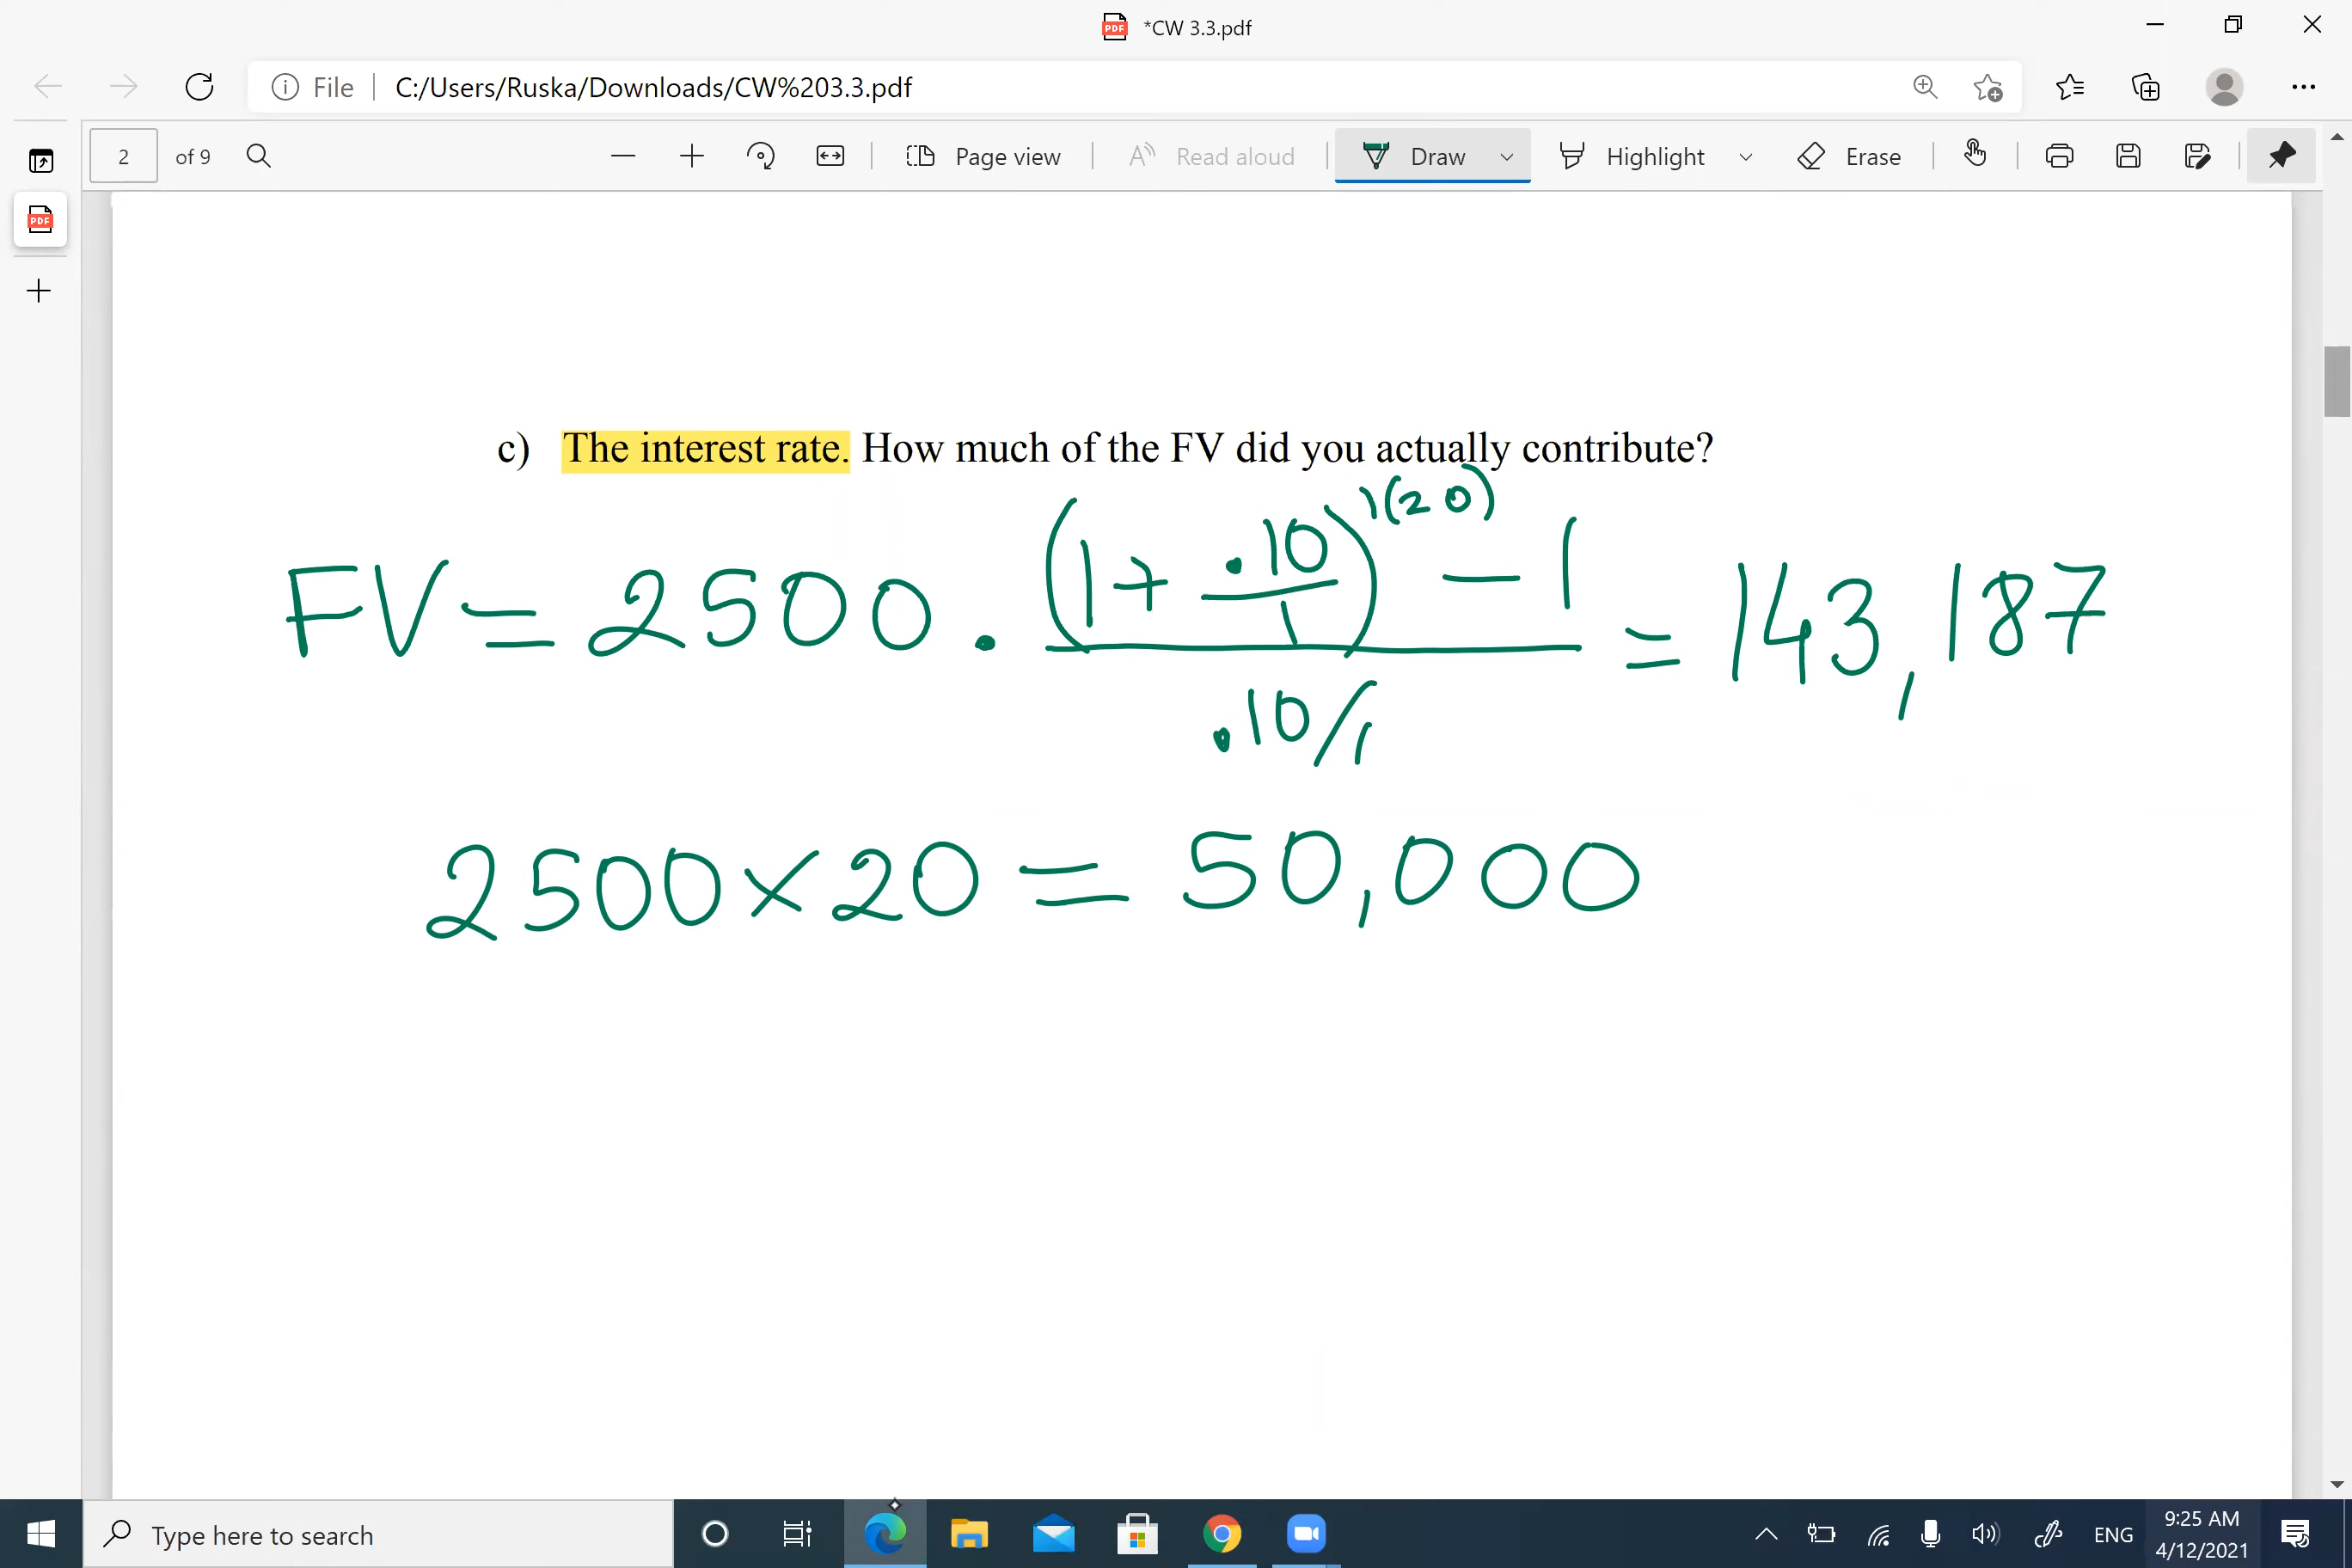 *CW 3.3.pdf
File | C:/Users/Ruska/Downloads/CW%203.3.pdf
2 of 9 Page view Read aloud Draw Highlight Erase
c) The interest rate. How much of the FV did you actually contribute?
FV = 2500 . ((1 + .10/1)^1(20) - 1) / (.10/1) = 143,187
2500 × 20 = 50,000
Type here to search
ENG
9:25 AM
4/12/2021